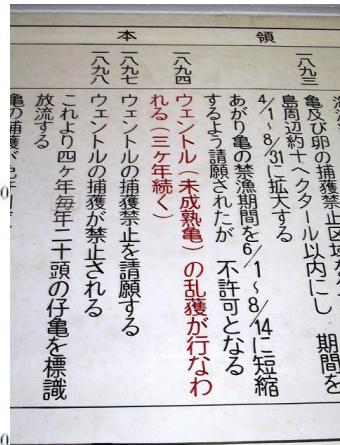 本 領
一八九三
亀及び卵の捕獲禁止区域を
島周辺約十ヘクタール以内にし 期間を
4/1〜8/31に拡大する
あがり亀の禁漁期間を6/1〜8/14に短縮
するよう請願されたが 不許可となる
一八九四
ウェントル(未成熟亀)の乱獲が行なわ
れる(三ケ年続く)
一八九七
ウェントルの捕獲禁止を請願する
一八九八
ウェントルの捕獲が禁止される
これより四ケ年毎年二十頭の仔亀を標識
放流する
亀の捕獲が